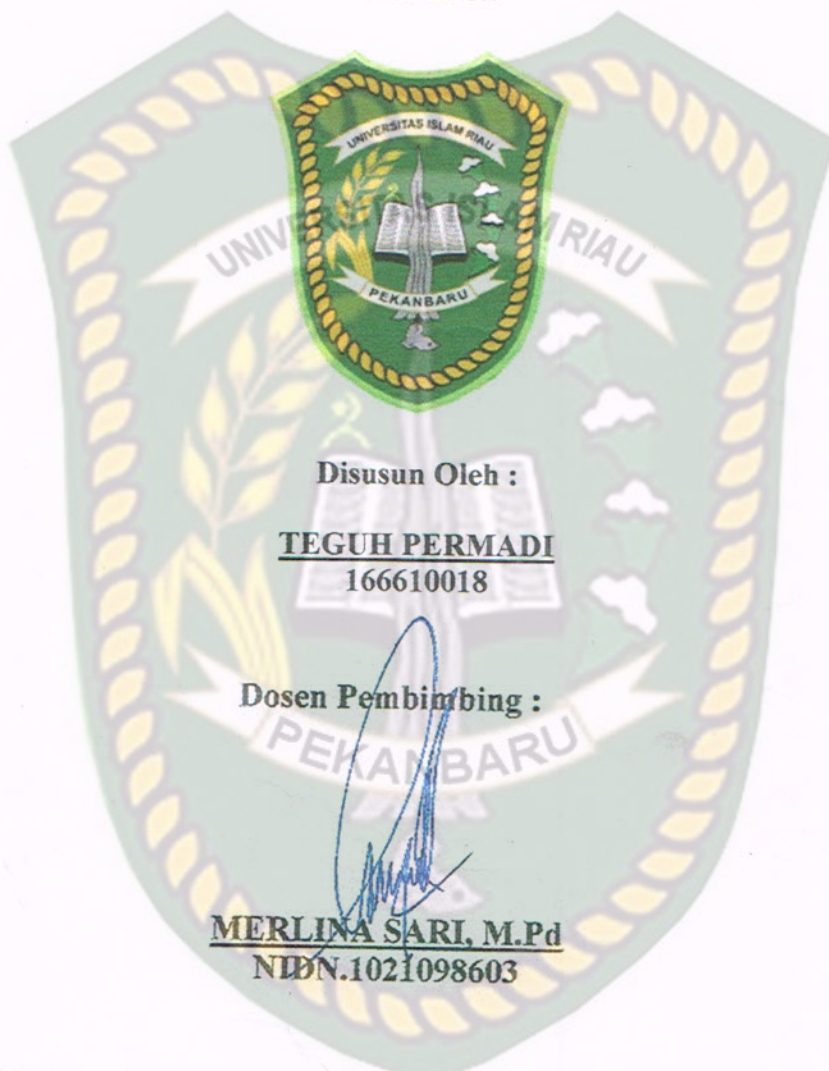 UNIVERSITAS ISLAM RIAU
PEKANBARU
UNIVERSITAS ISLAM RIAU
Disusun Oleh :
TEGUH PERMADI
166610018
Dosen Pembimbing :
PEKANBARU
MERLINA SARI, M.Pd
NIDN.1021098603